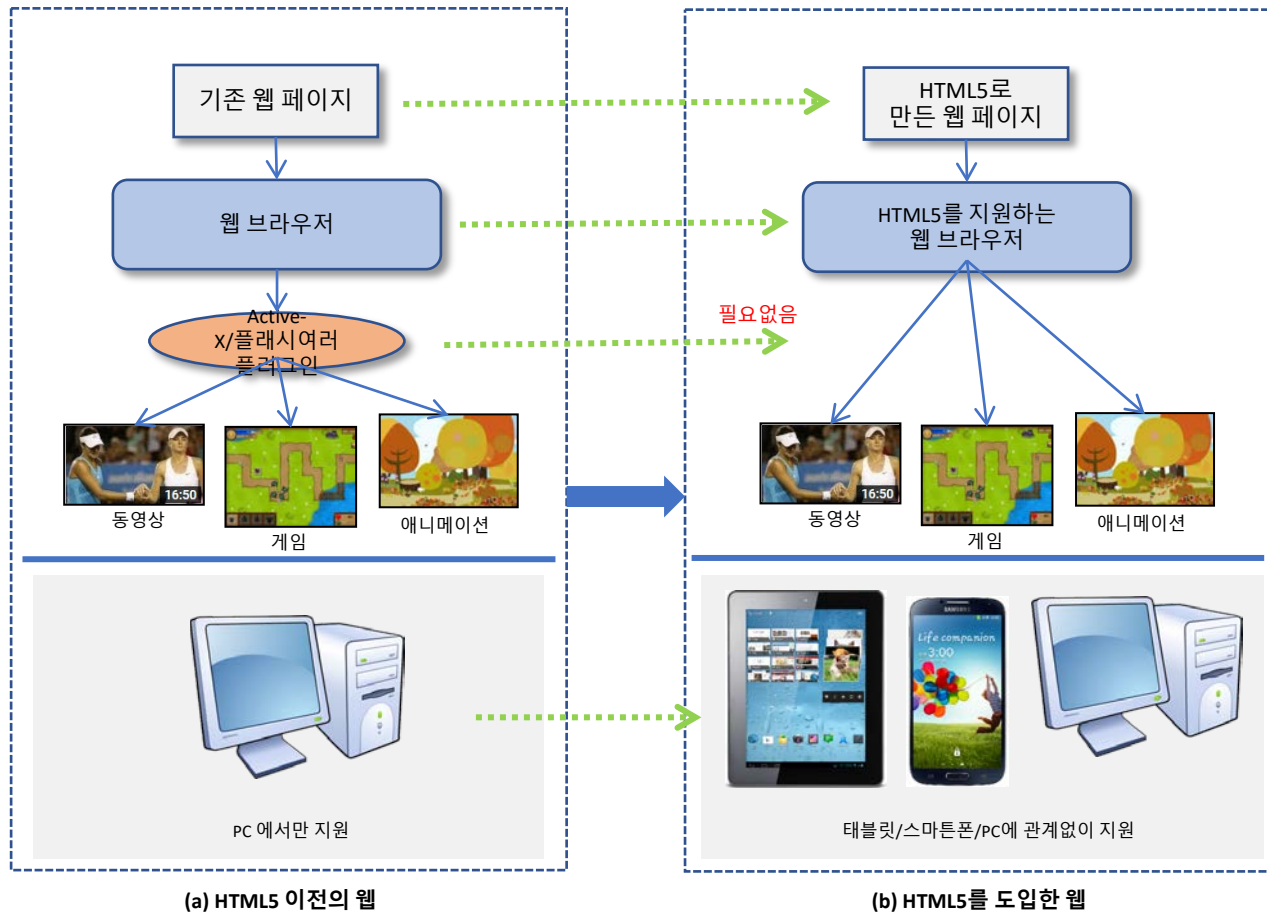 기존 웹 페이지
HTML5로
만든 웹 페이지
웹 브라우저
HTML5를 지원하는
웹 브라우저
Active-
X/플래시여러
플러그인
필요없음
16:50
동영상
게임
애니메이션
16:50
동영상
게임
애니메이션
SAMSUNG
Life companion
3:00
PC 에서만 지원
태블릿/스마튼폰/PC에 관계없이 지원
(a) HTML5 이전의 웹
(b) HTML5를 도입한 웹